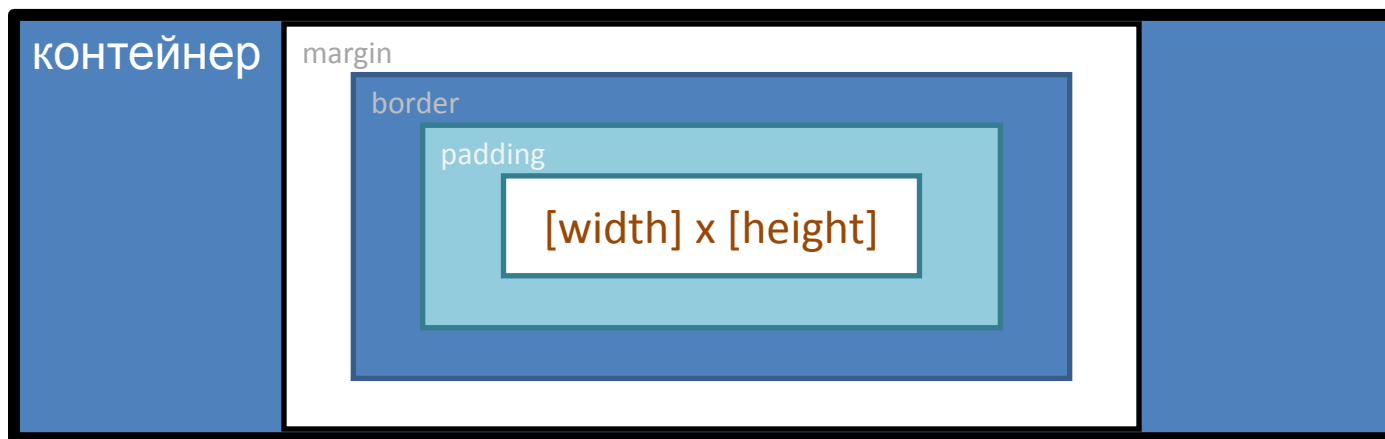 контейнер
margin
border
padding
[width] x [height]